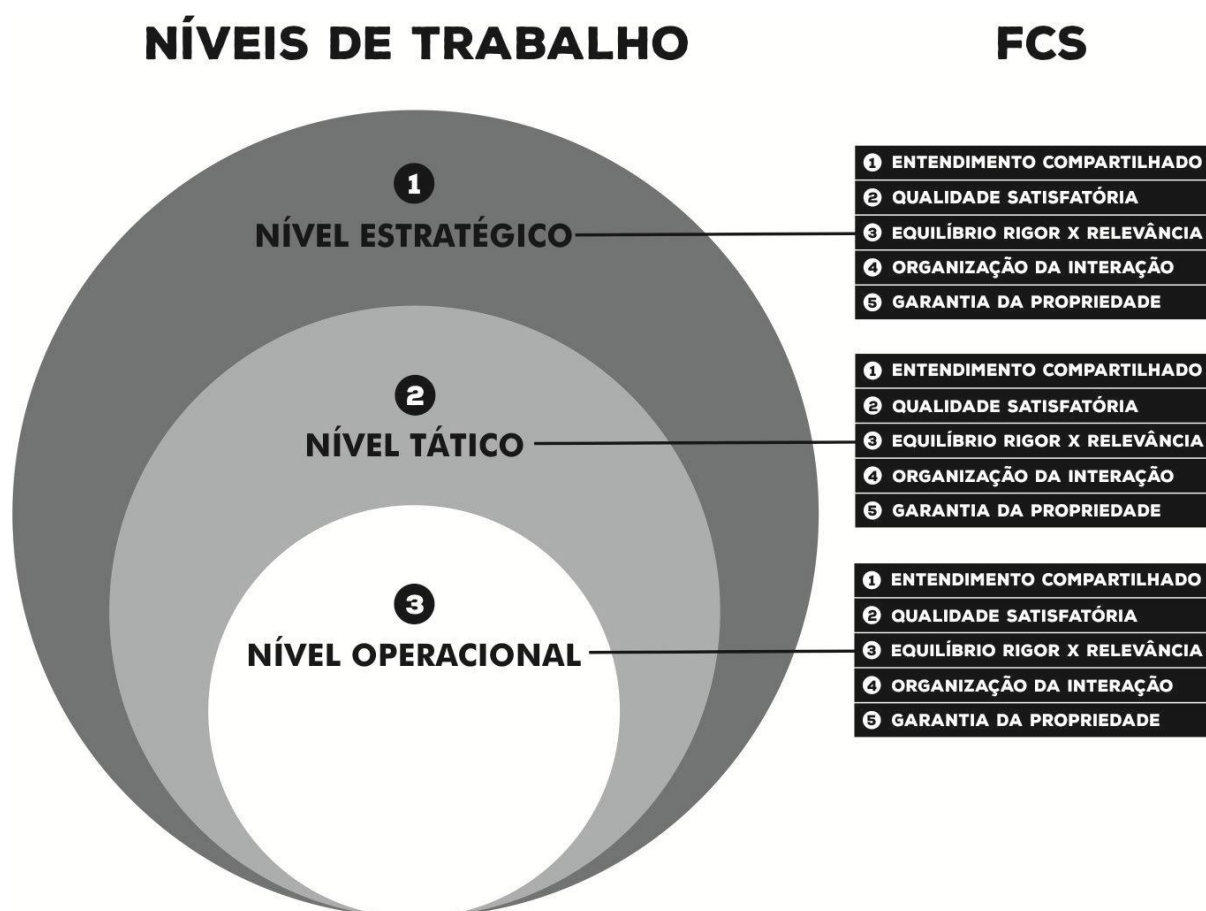 NÍVEIS DE TRABALHO
FCS
1
NÍVEL ESTRATÉGICO
1 ENTENDIMENTO COMPARTILHADO
2 QUALIDADE SATISFATÓRIA
3 EQUILÍBRIO RIGOR X RELEVÂNCIA
4 ORGANIZAÇÃO DA INTERAÇÃO
5 GARANTIA DA PROPRIEDADE
2
NÍVEL TÁTICO
1 ENTENDIMENTO COMPARTILHADO
2 QUALIDADE SATISFATÓRIA
3 EQUILÍBRIO RIGOR X RELEVÂNCIA
4 ORGANIZAÇÃO DA INTERAÇÃO
5 GARANTIA DA PROPRIEDADE
3
NÍVEL OPERACIONAL
1 ENTENDIMENTO COMPARTILHADO
2 QUALIDADE SATISFATÓRIA
3 EQUILÍBRIO RIGOR X RELEVÂNCIA
4 ORGANIZAÇÃO DA INTERAÇÃO
5 GARANTIA DA PROPRIEDADE